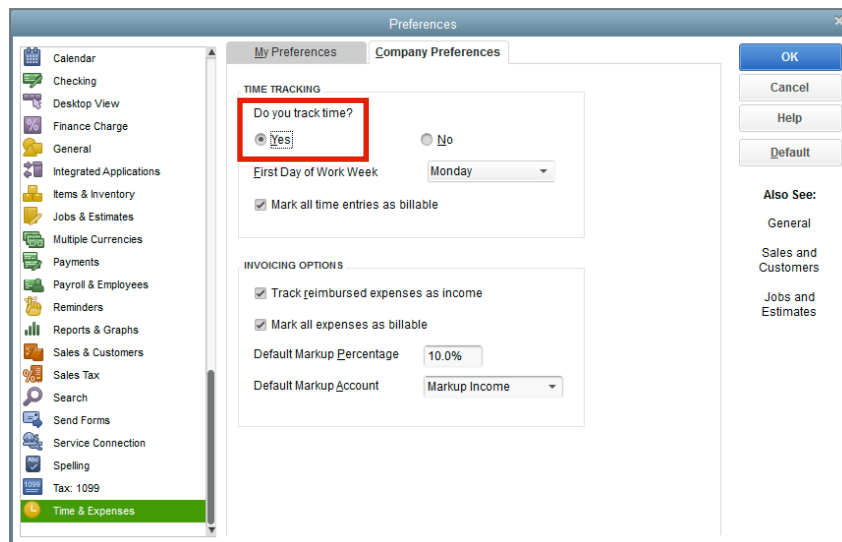 Preferences
Calendar
Checking
Desktop View
Finance Charge
General
Integrated Applications
Items & Inventory
Jobs & Estimates
Multiple Currencies
Payments
Payroll & Employees
Reminders
Reports & Graphs
Sales & Customers
Sales Tax
Search
Send Forms
Service Connection
Spelling
Tax: 1099
Time & Expenses
My Preferences
Company Preferences
TIME TRACKING
Do you track time?
Yes
No
First Day of Work Week
Monday
Mark all time entries as billable
INVOICING OPTIONS
Track reimbursed expenses as income
Mark all expenses as billable
Default Markup Percentage
10.0%
Default Markup Account
Markup Income
OK
Cancel
Help
Default
Also See:
General
Sales and
Customers
Jobs and
Estimates